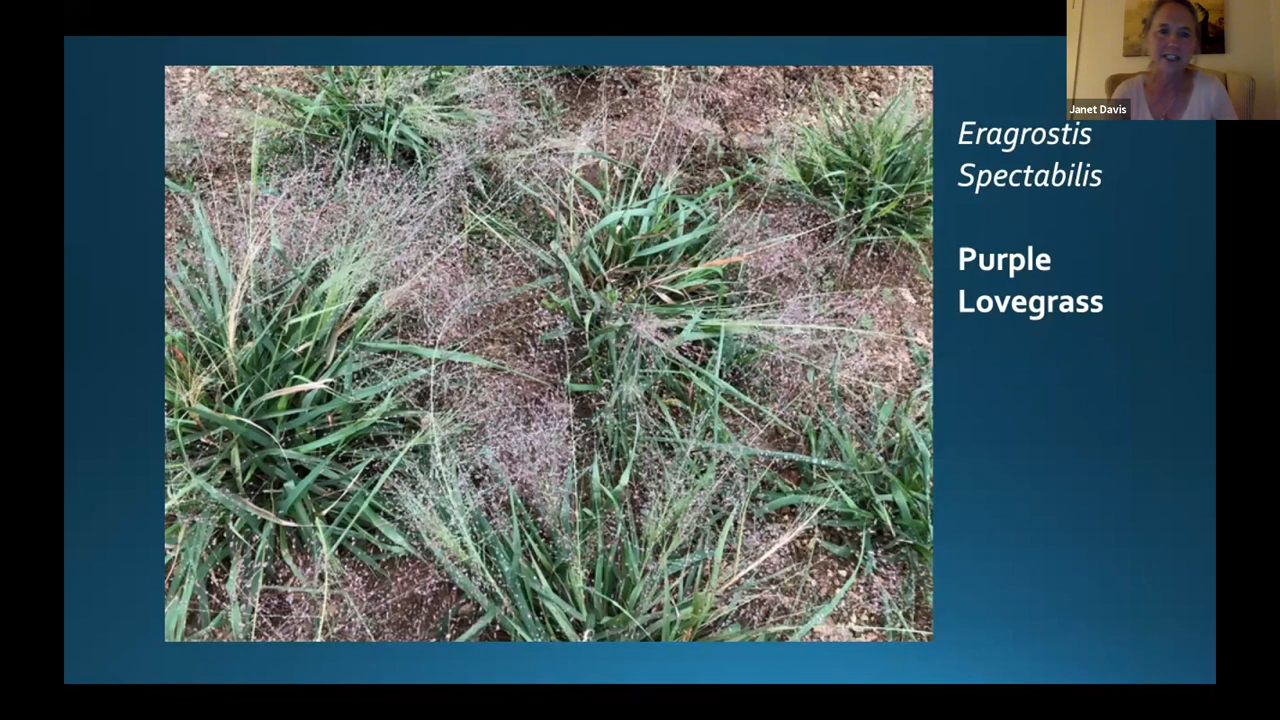 Janet Davis
Eragrostis
Spectabilis
Purple
Lovegrass